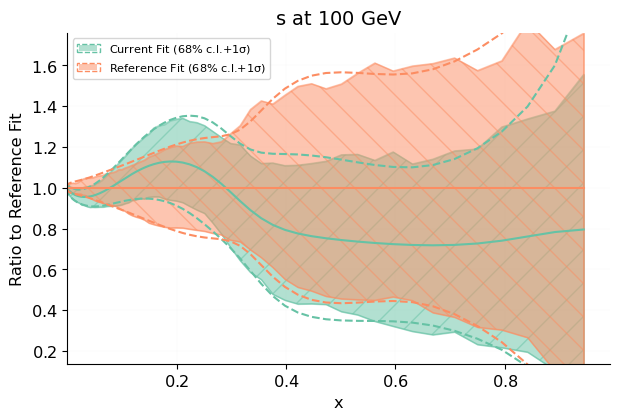 s at 100 GeV
Current Fit (68% c.l.+1σ)
Reference Fit (68% c.l.+1σ)
Ratio to Reference Fit
1.6
1.4
1.2
1.0
0.8
0.6
0.4
0.2
0.2 0.4 0.6 0.8
x